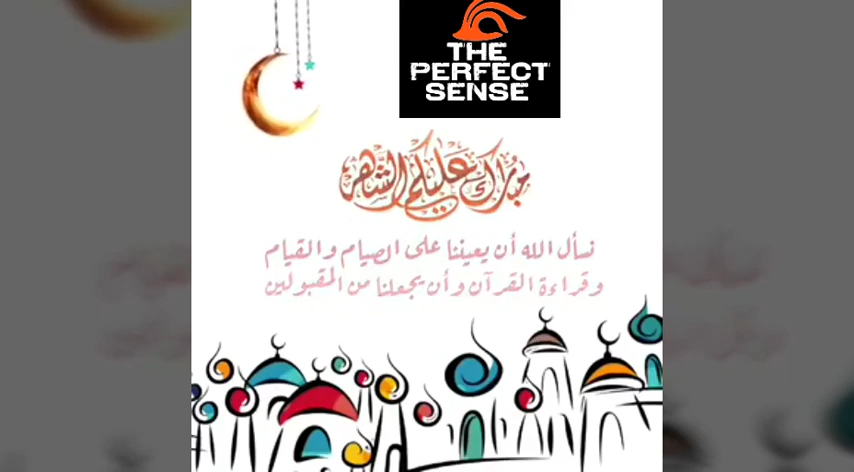 THE
PERFECT
SENSE
مبارك عليكم الشهر
نسأل الله أن يعيننا على الصيام والقيام
وقراءة القرآن وأن يجعلنا من المقبولين